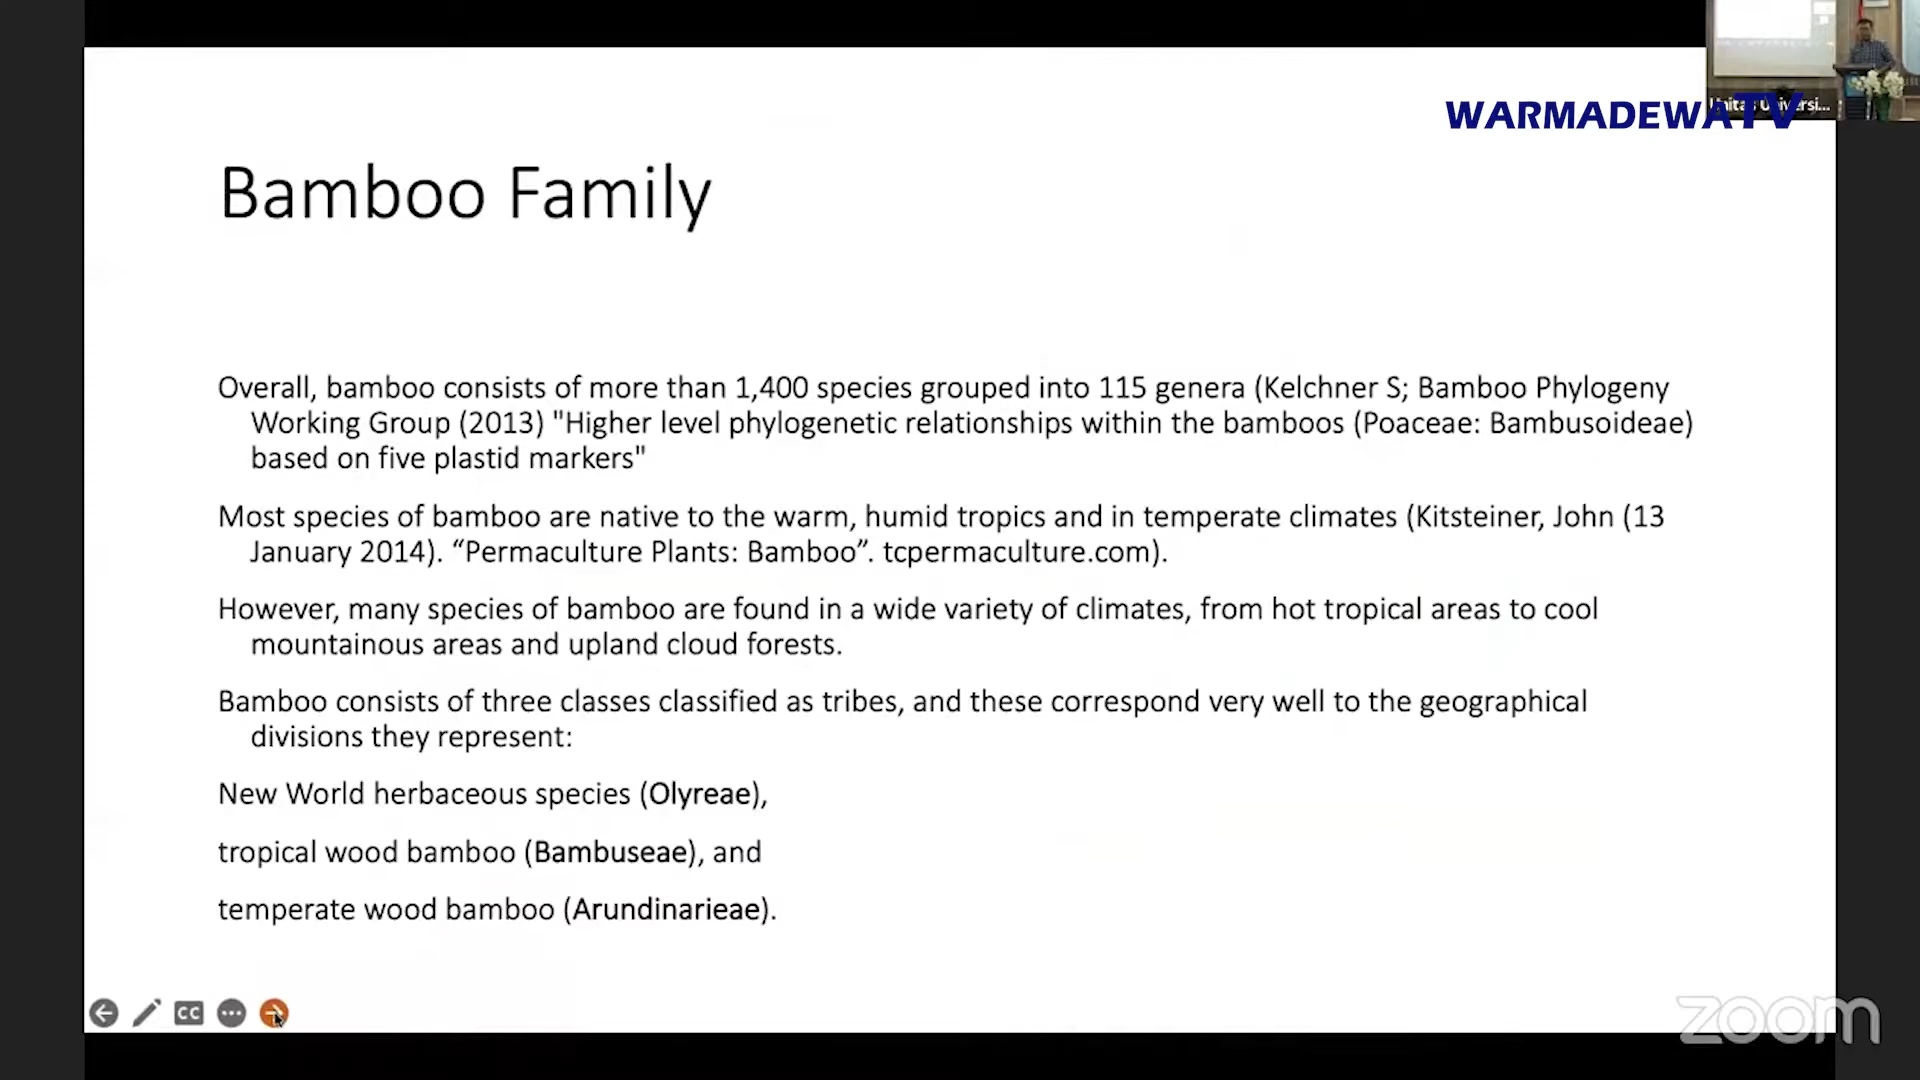 WARMADEWATV
Bamboo Family
Overall, bamboo consists of more than 1,400 species grouped into 115 genera (Kelchner S; Bamboo Phylogeny
Working Group (2013) "Higher level phylogenetic relationships within the bamboos (Poaceae: Bambusoideae)
based on five plastid markers"
Most species of bamboo are native to the warm, humid tropics and in temperate climates (Kitsteiner, John (13
January 2014). “Permaculture Plants: Bamboo”. tcpermaculture.com).
However, many species of bamboo are found in a wide variety of climates, from hot tropical areas to cool
mountainous areas and upland cloud forests.
Bamboo consists of three classes classified as tribes, and these correspond very well to the geographical
divisions they represent:
New World herbaceous species (Olyreae),
tropical wood bamboo (Bambuseae), and
temperate wood bamboo (Arundinarieae).
CC
zoom